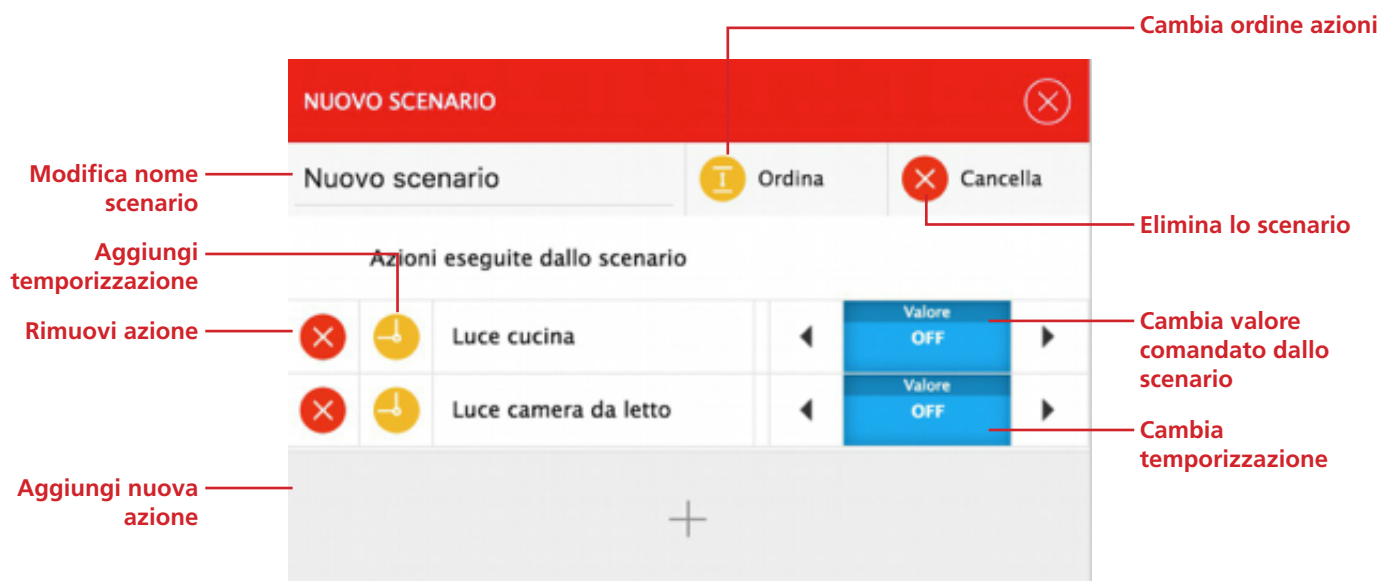 Cambia ordine azioni
NUOVO SCENARIO
Modifica nome
scenario
Nuovo scenario
Ordina
Cancella
Elimina lo scenario
Aggiungi
temporizzazione
Azioni eseguite dallo scenario
Rimuovi azione
Luce cucina
Valore
OFF
Cambia valore
comandato dallo
scenario
Luce camera da letto
Valore
OFF
Cambia
temporizzazione
Aggiungi nuova
azione